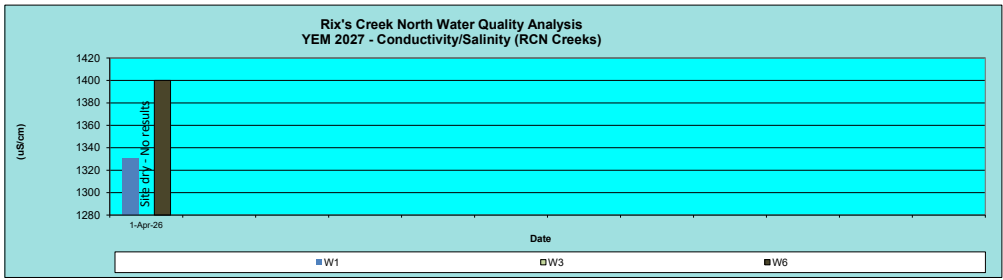 Rix's Creek North Water Quality Analysis
YEM 2027 - Conductivity/Salinity (RCN Creeks)
(uS/cm)
1420
1400
1380
1360
1340
1320
1300
1280
Site dry - No results
1-Apr-26
Date
W1 W3 W6